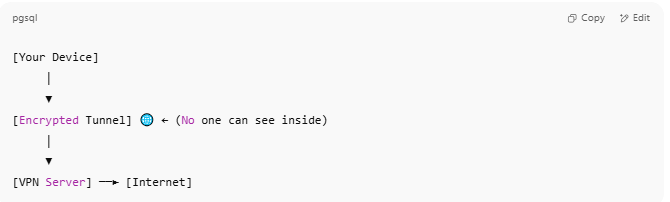 pgsql Copy Edit
[Your Device]
│
▼
[Encrypted Tunnel] 🌐 ← (No one can see inside)
│
▼
[VPN Server] ──► [Internet]